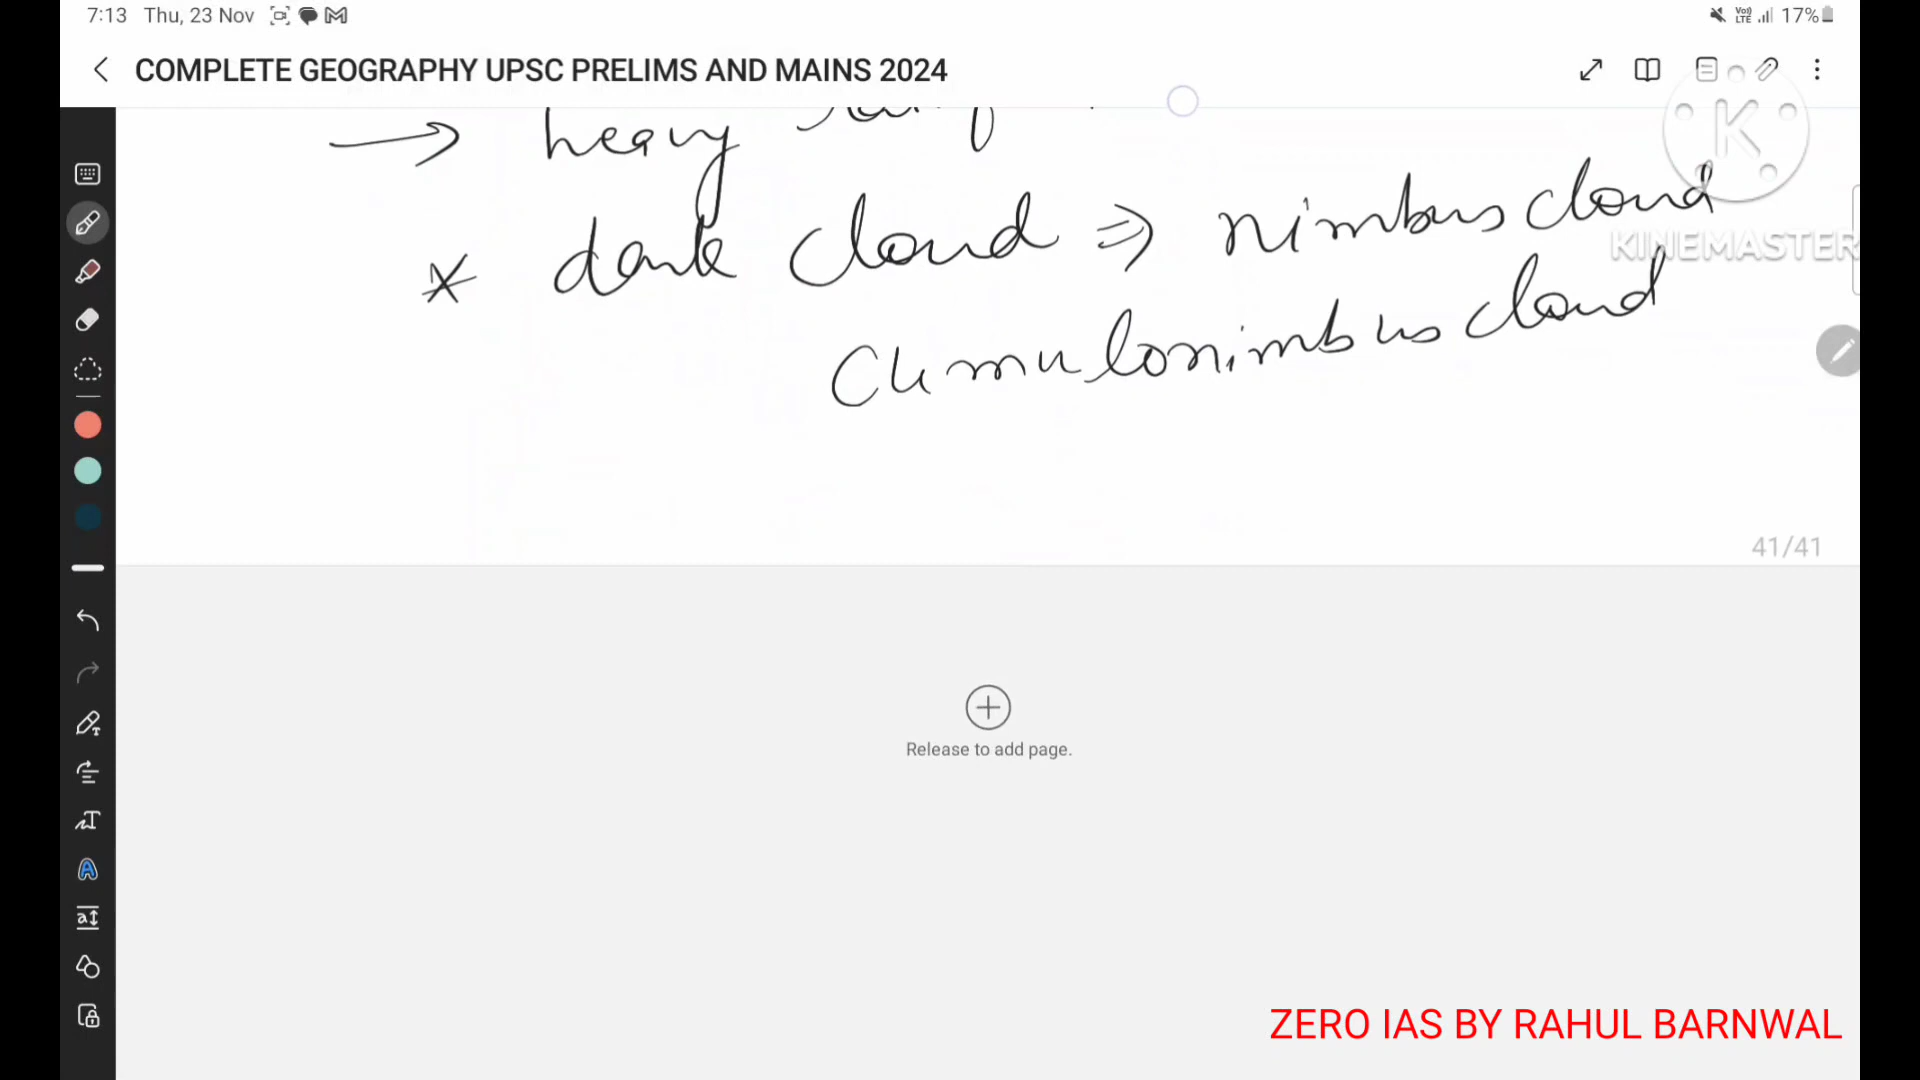 7:13 Thu, 23 Nov 17%
COMPLETE GEOGRAPHY UPSC PRELIMS AND MAINS 2024
→ heavy
* dark cloud ⇒ nimbus cloud
KINEMASTER
Cumulonimbus cloud
41/41
Release to add page.
ZERO IAS BY RAHUL BARNWAL